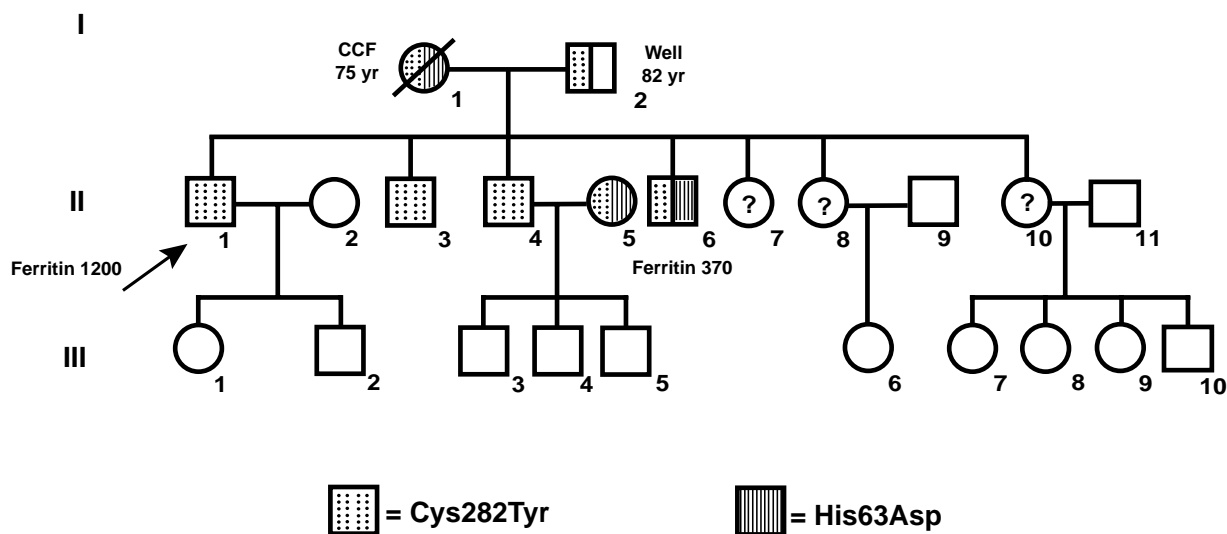 I
CCF
75 yr
1
Well
82 yr
2
II
1
2
3
4
5
6
?
7
?
8
9
?
10
11
Ferritin 1200
Ferritin 370
III
1
2
3
4
5
6
7
8
9
10
= Cys282Tyr
= His63Asp